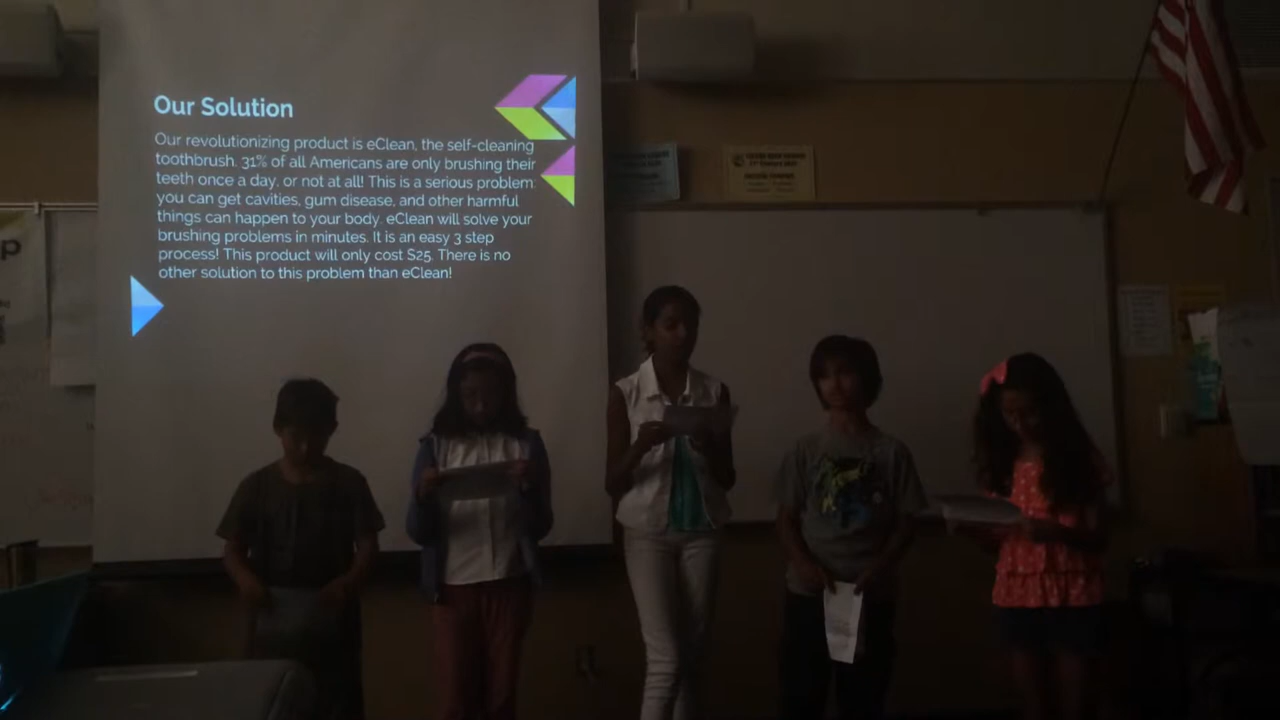 Our Solution
Our revolutionizing product is eClean, the self-cleaning
toothbrush. 31% of all Americans are only brushing their
teeth once a day, or not at all! This is a serious problem:
you can get cavities, gum disease, and other harmful
things can happen to your body. eClean will solve your
brushing problems in minutes. It is an easy 3 step
process! This product will only cost $25. There is no
other solution to this problem than eClean!
p